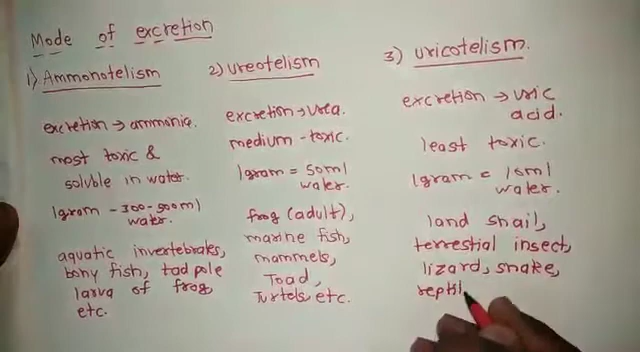 Mode of excretion
1) Ammonotelism
excretion → ammonia.
most toxic &
soluble in water.
1gram - 300-500ml
water.
aquatic invertebrates,
bony fish, tadpole
larva of frog,
etc.
2) ureotelism
excretion → urea.
medium - toxic.
1gram = 50ml
water.
frog (adult),
marine fish,
mammels,
Toad,
Turtels, etc.
3) uricotelism.
excretion → uric
acid.
least toxic.
1gram = 10ml
water.
land snail,
terrestial insect,
lizard, snake,
repti